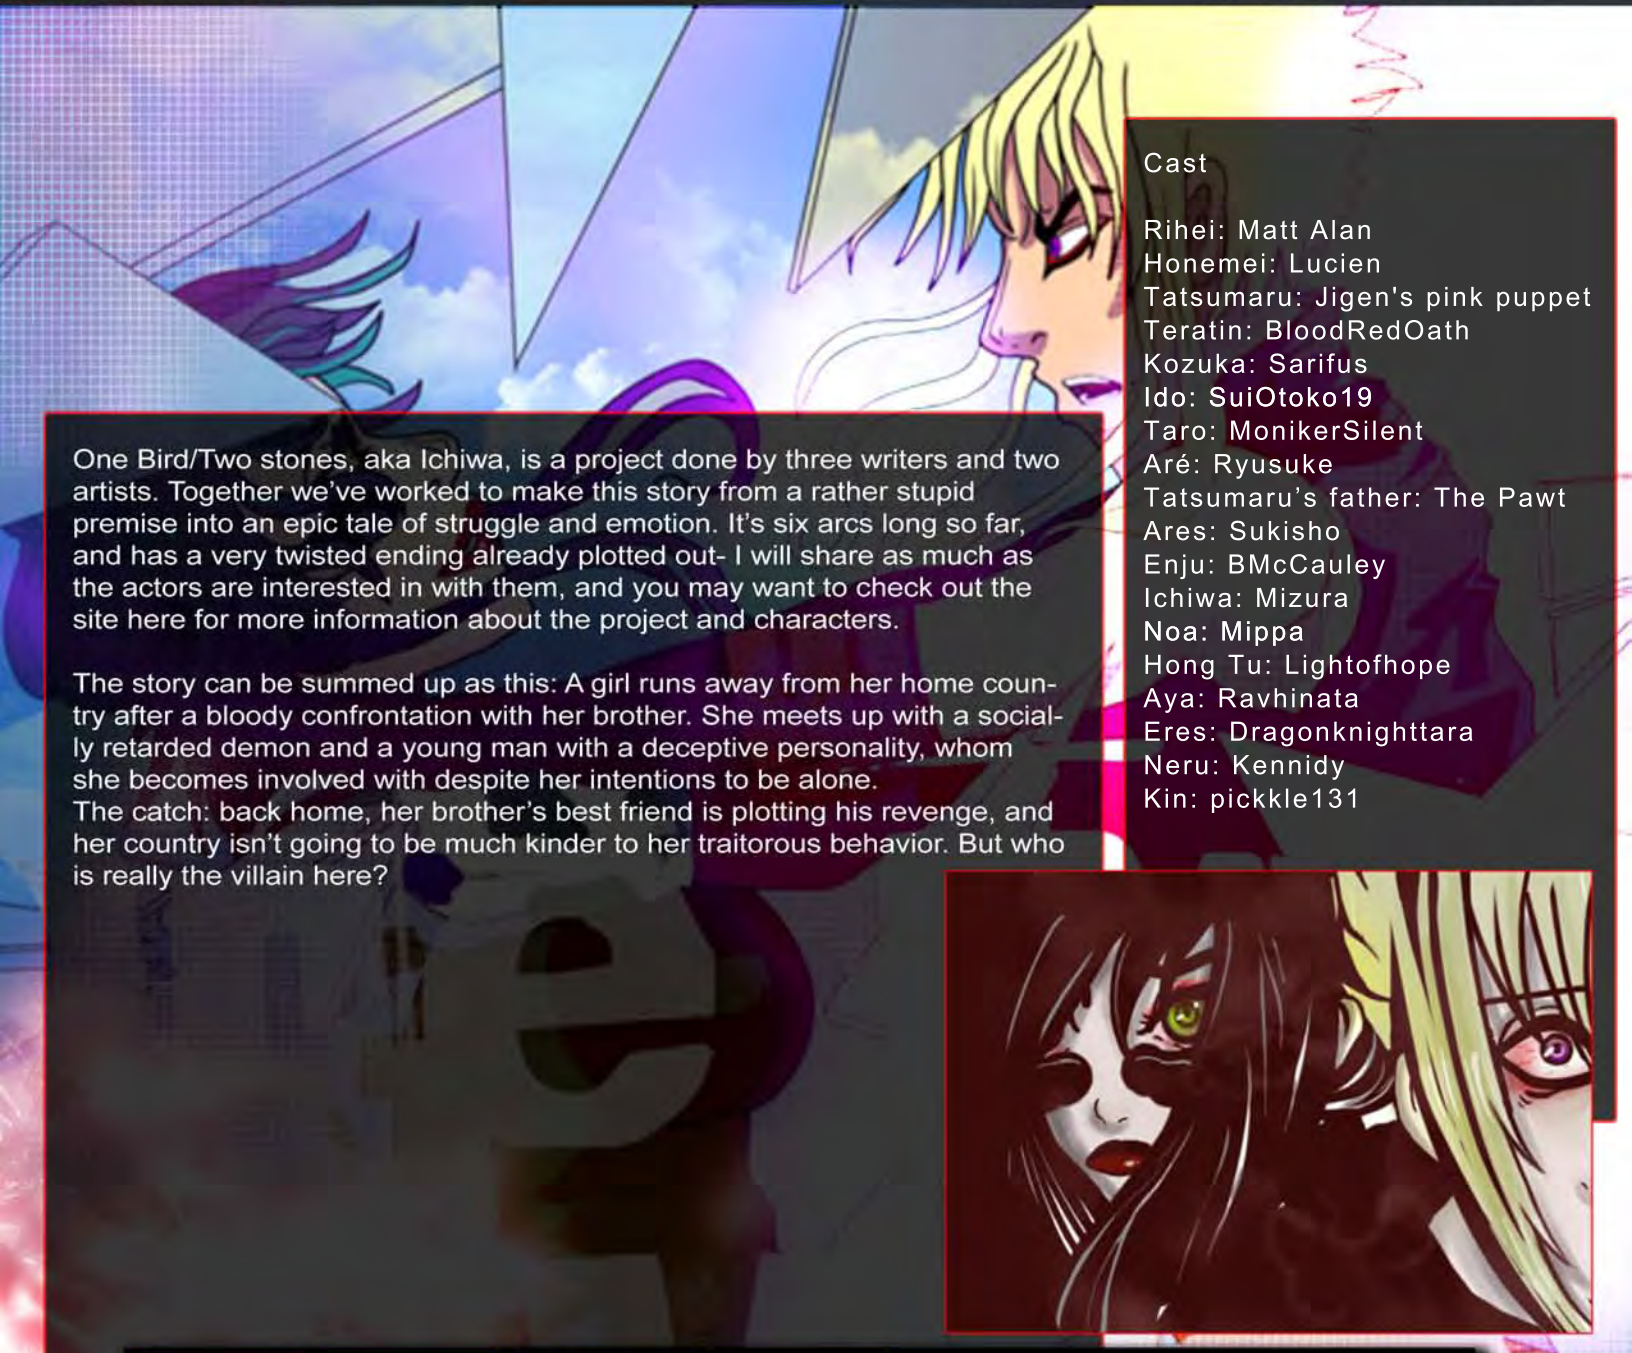 One Bird/Two stones, aka Ichiwa, is a project done by three writers and two
artists. Together we've worked to make this story from a rather stupid
premise into an epic tale of struggle and emotion. It's six arcs long so far,
and has a very twisted ending already plotted out- I will share as much as
the actors are interested in with them, and you may want to check out the
site here for more information about the project and characters.

The story can be summed up as this: A girl runs away from her home coun-
try after a bloody confrontation with her brother. She meets up with a social-
ly retarded demon and a young man with a deceptive personality, whom
she becomes involved with despite her intentions to be alone.
The catch: back home, her brother's best friend is plotting his revenge, and
her country isn't going to be much kinder to her traitorous behavior. But who
is really the villain here?

Cast

Rihei: Matt Alan
Honemei: Lucien
Tatsumaru: Jigen's pink puppet
Teratin: BloodRedOath
Kozuka: Sarifus
Ido: SuiOtoko19
Taro: MonikerSilent
Aré: Ryusuke
Tatsumaru's father: The Pawt
Ares: Sukisho
Enju: BMcCauley
Ichiwa: Mizura
Noa: Mippa
Hong Tu: Lightofhope
Aya: Ravhinata
Eres: Dragonknighttara
Neru: Kennidy
Kin: pickkle131

e